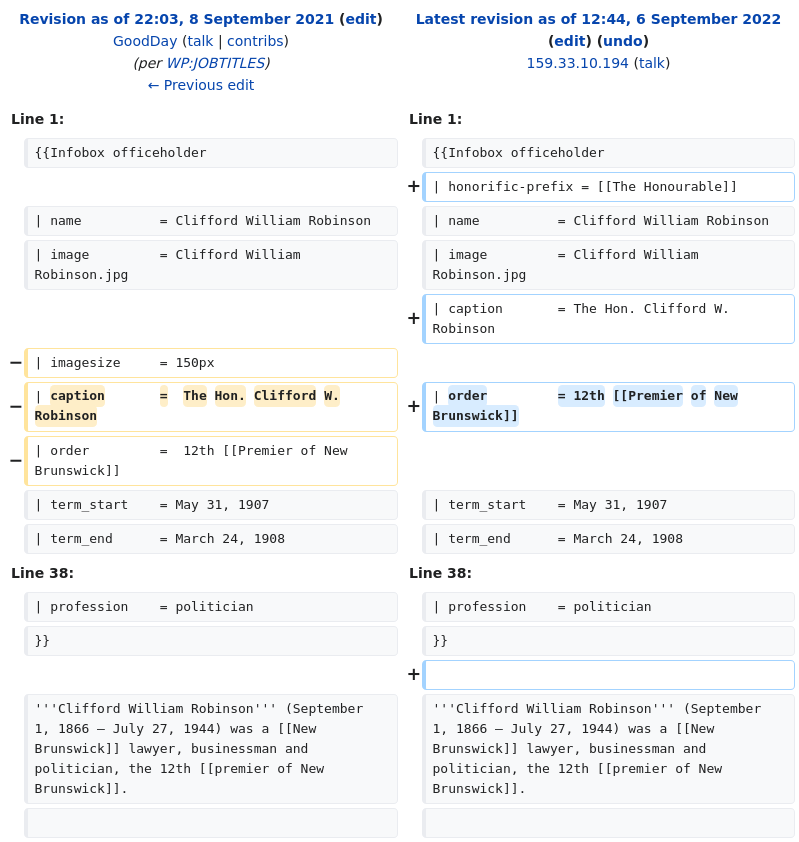 Revision as of 22:03, 8 September 2021 (edit)
GoodDay (talk | contribs)
(per WP:JOBTITLES)
← Previous edit
Latest revision as of 12:44, 6 September 2022
(edit) (undo)
159.33.10.194 (talk)
Line 1:
Line 1:
{{Infobox officeholder
{{Infobox officeholder
+
| honorific-prefix = [[The Honourable]]
| name         = Clifford William Robinson
| name         = Clifford William Robinson
| image         = Clifford William
Robinson.jpg
| image         = Clifford William
Robinson.jpg
+
| caption       = The Hon. Clifford W.
Robinson
−
| imagesize     = 150px
−
| caption       =  The Hon. Clifford W.
Robinson
+
| order         = 12th [[Premier of New
Brunswick]]
−
| order         =  12th [[Premier of New
Brunswick]]
| term_start    = May 31, 1907
| term_start    = May 31, 1907
| term_end      = March 24, 1908
| term_end      = March 24, 1908
Line 38:
Line 38:
| profession    = politician
| profession    = politician
}}
}}
+
'''Clifford William Robinson''' (September
1, 1866 – July 27, 1944) was a [[New
Brunswick]] lawyer, businessman and
politician, the 12th [[premier of New
Brunswick]].
'''Clifford William Robinson''' (September
1, 1866 – July 27, 1944) was a [[New
Brunswick]] lawyer, businessman and
politician, the 12th [[premier of New
Brunswick]].